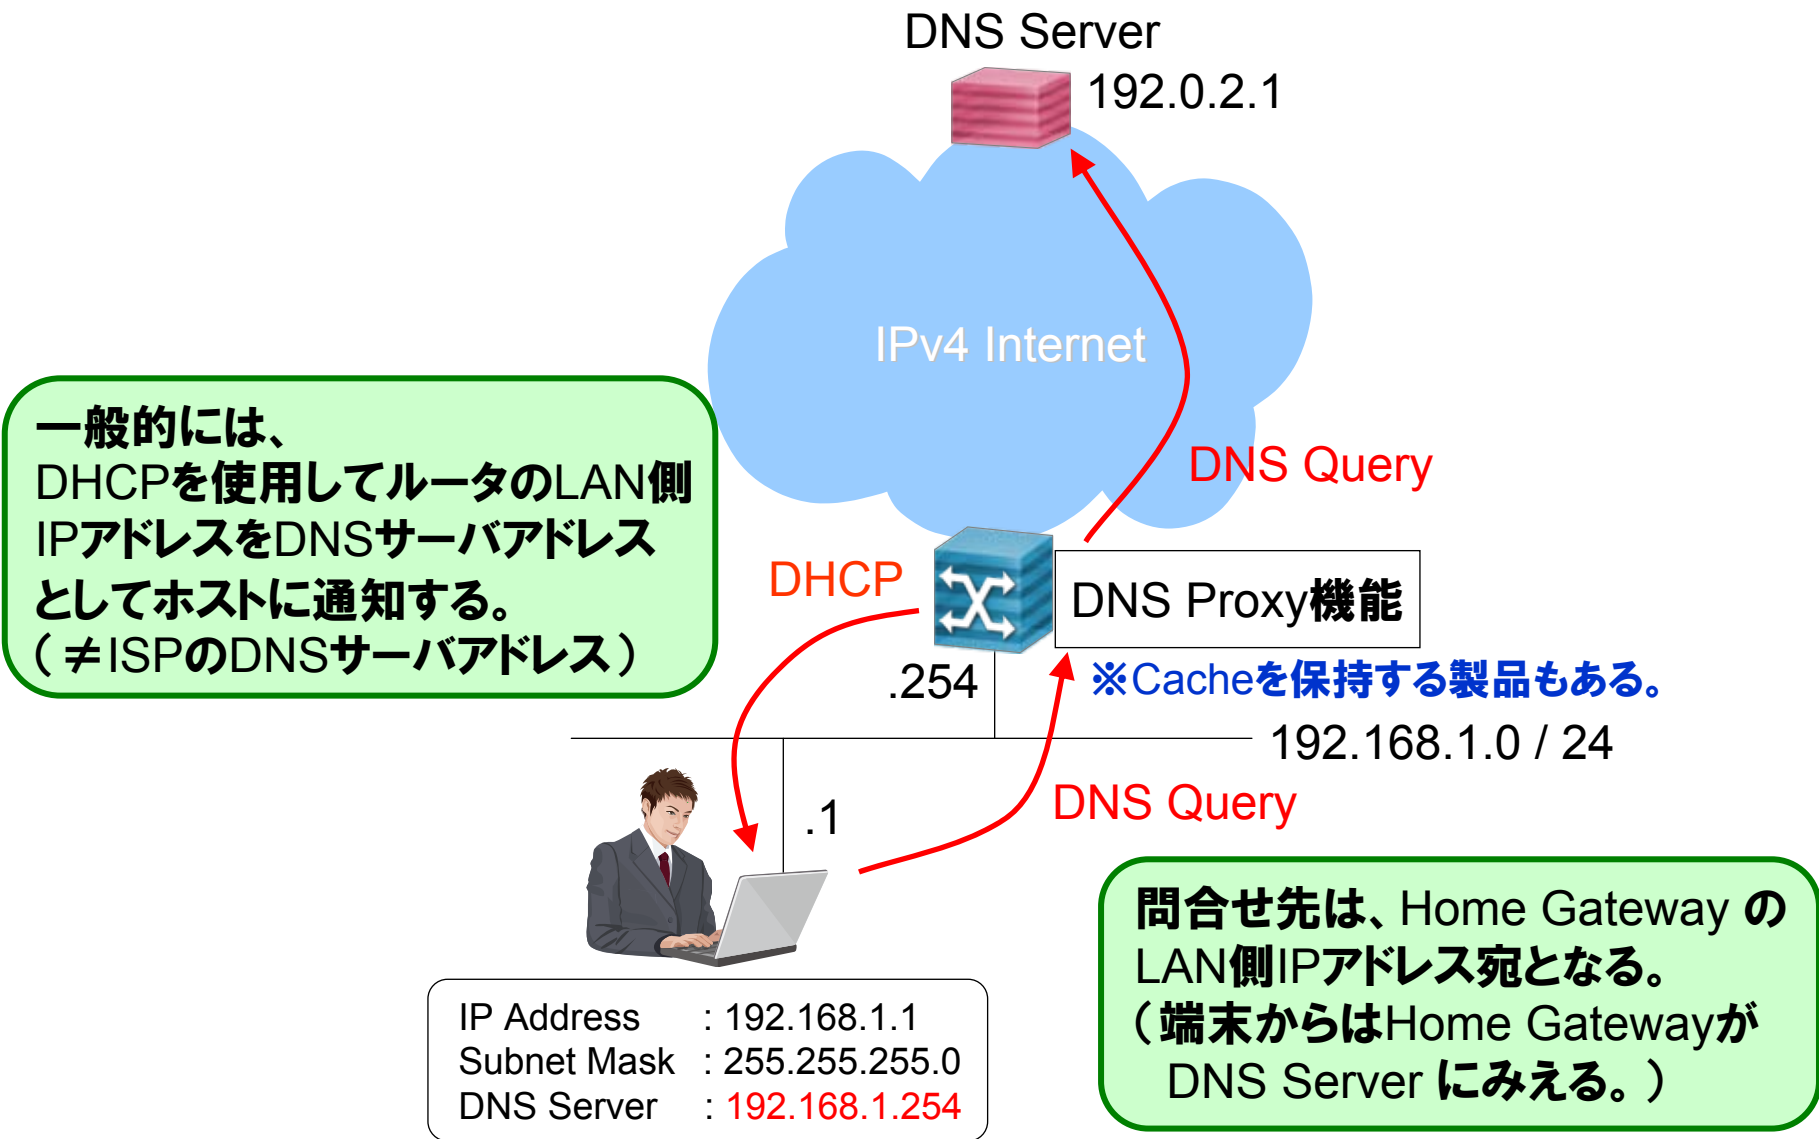 DNS Server
192.0.2.1
IPv4 Internet
一般的には、
DHCPを使用してルータのLAN側
IPアドレスをDNSサーバアドレス
としてホストに通知する。
（≠ISPのDNSサーバアドレス）
DNS Query
DHCP
DNS Proxy機能
.254
※Cacheを保持する製品もある。
192.168.1.0 / 24
DNS Query
.1
問合せ先は、Home Gateway の
LAN側IPアドレス宛となる。
（端末からはHome Gatewayが
DNS Server にみえる。）
IP Address : 192.168.1.1
Subnet Mask : 255.255.255.0
DNS Server : 192.168.1.254